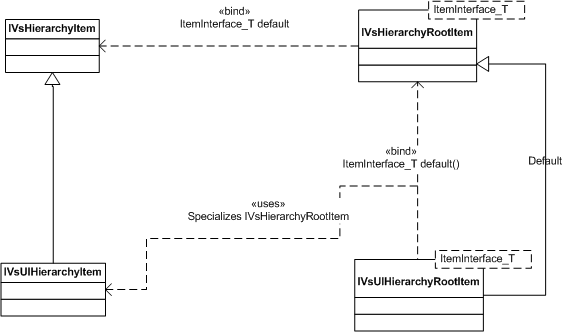 «bind»
ItemInterface_T default
ItemInterface_T
IVsHierarchyItem
IVsHierarchyRootItem
«bind»
ItemInterface_T default()
Default
«uses»
Specializes IVsHierarchyRootItem
ItemInterface_T
IVsUIHierarchyItem
IVsUIHierarchyRootItem